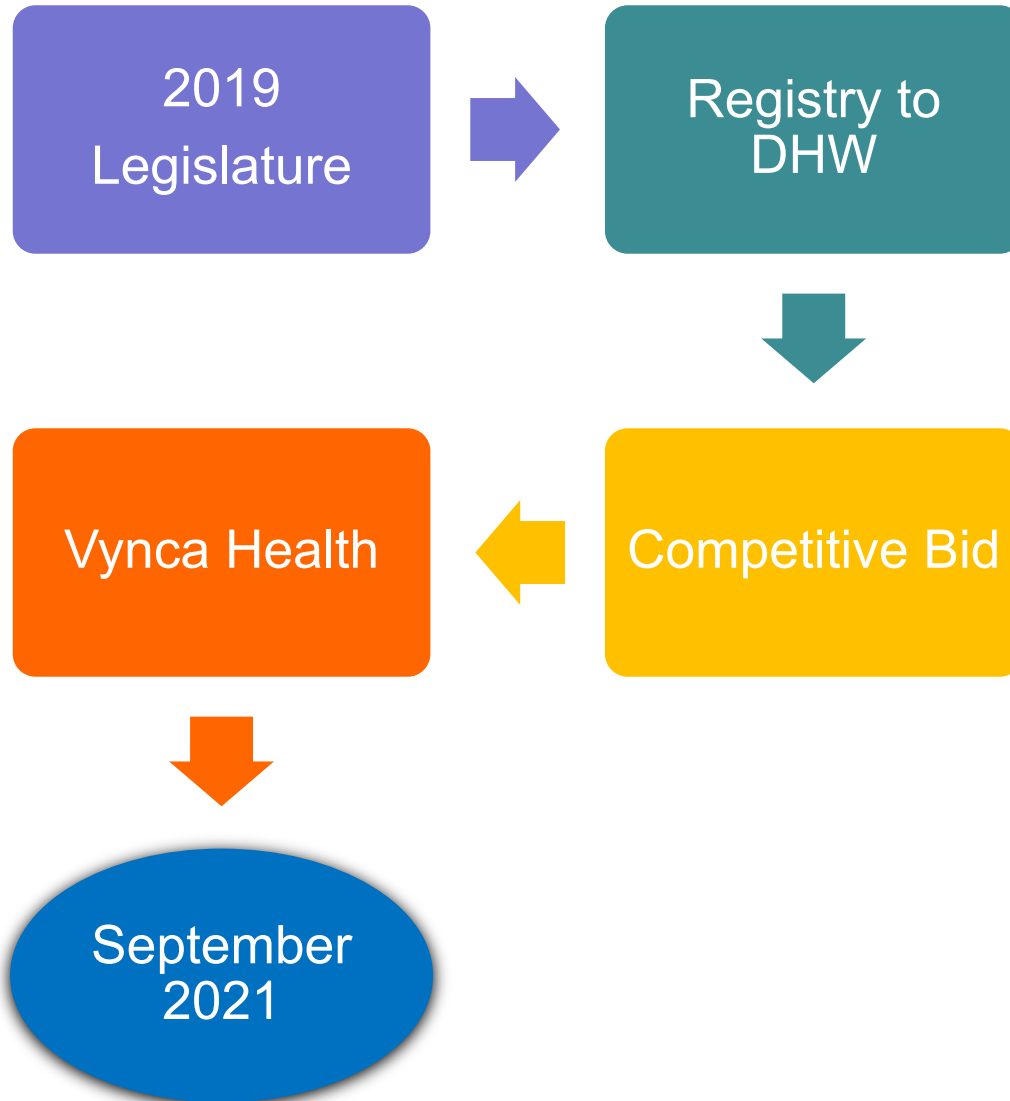 2019
Legislature
Registry to
DHW
Competitive Bid
Vynca Health
September
2021